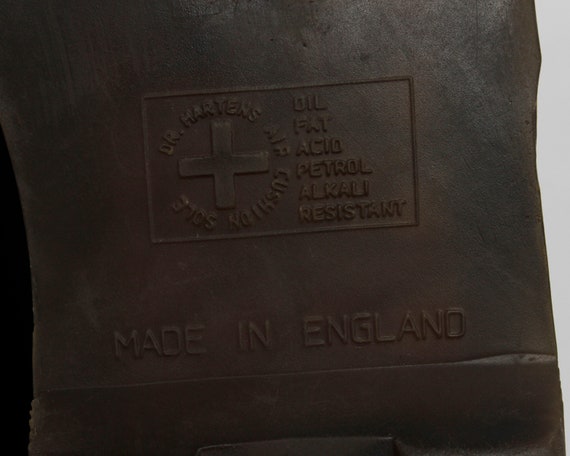 DR. MARTENS AIR CUSHION SOLE
OIL
FAT
ACID
PETROL
ALKALI
RESISTANT
MADE IN ENGLAND